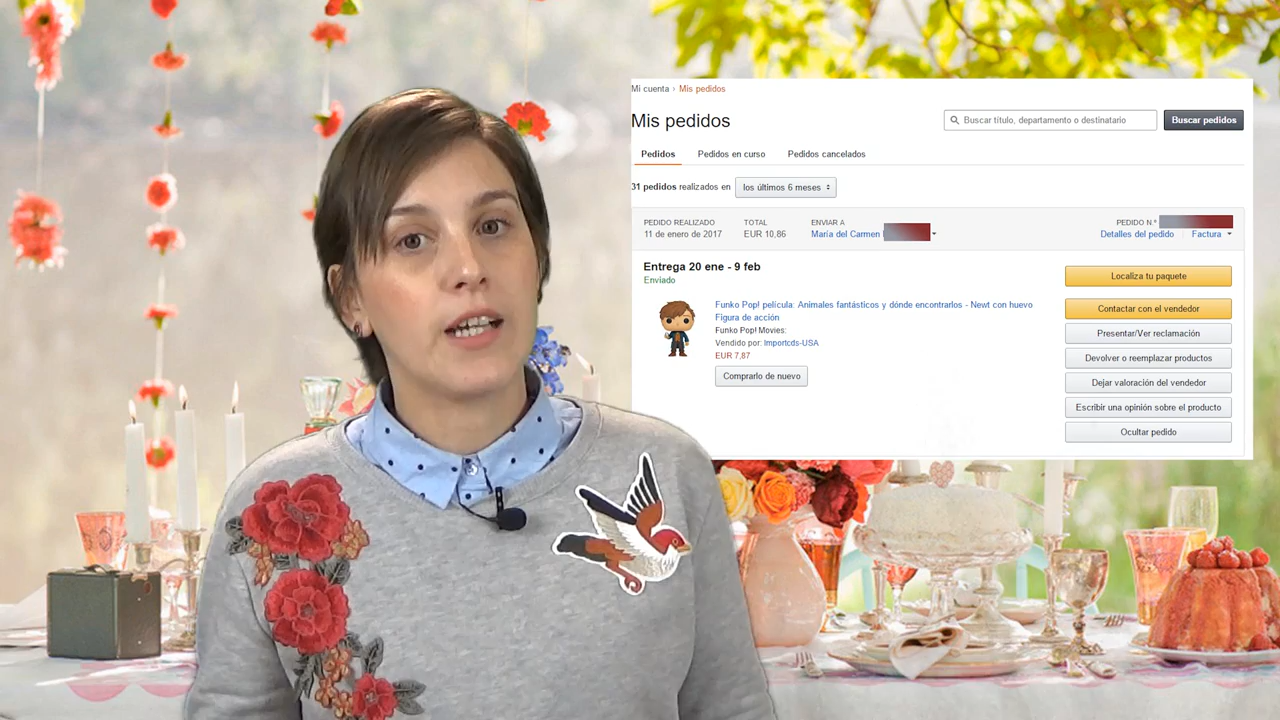 Mi cuenta › Mis pedidos
Mis pedidos
Buscar título, departamento o destinatario
Buscar pedidos
Pedidos
Pedidos en curso
Pedidos cancelados
31 pedidos realizados en
los últimos 6 meses
PEDIDO REALIZADO
11 de enero de 2017
TOTAL
EUR 10,86
ENVIAR A
María del Carmen
PEDIDO N.º
Detalles del pedido
Factura
Entrega 20 ene - 9 feb
Enviado
Funko Pop! película: Animales fantásticos y dónde encontrarlos - Newt con huevo
Figura de acción
Funko Pop! Movies:
Vendido por: Importcds-USA
EUR 7,87
Comprarlo de nuevo
Localiza tu paquete
Contactar con el vendedor
Presentar/Ver reclamación
Devolver o reemplazar productos
Dejar valoración del vendedor
Escribir una opinión sobre el producto
Ocultar pedido